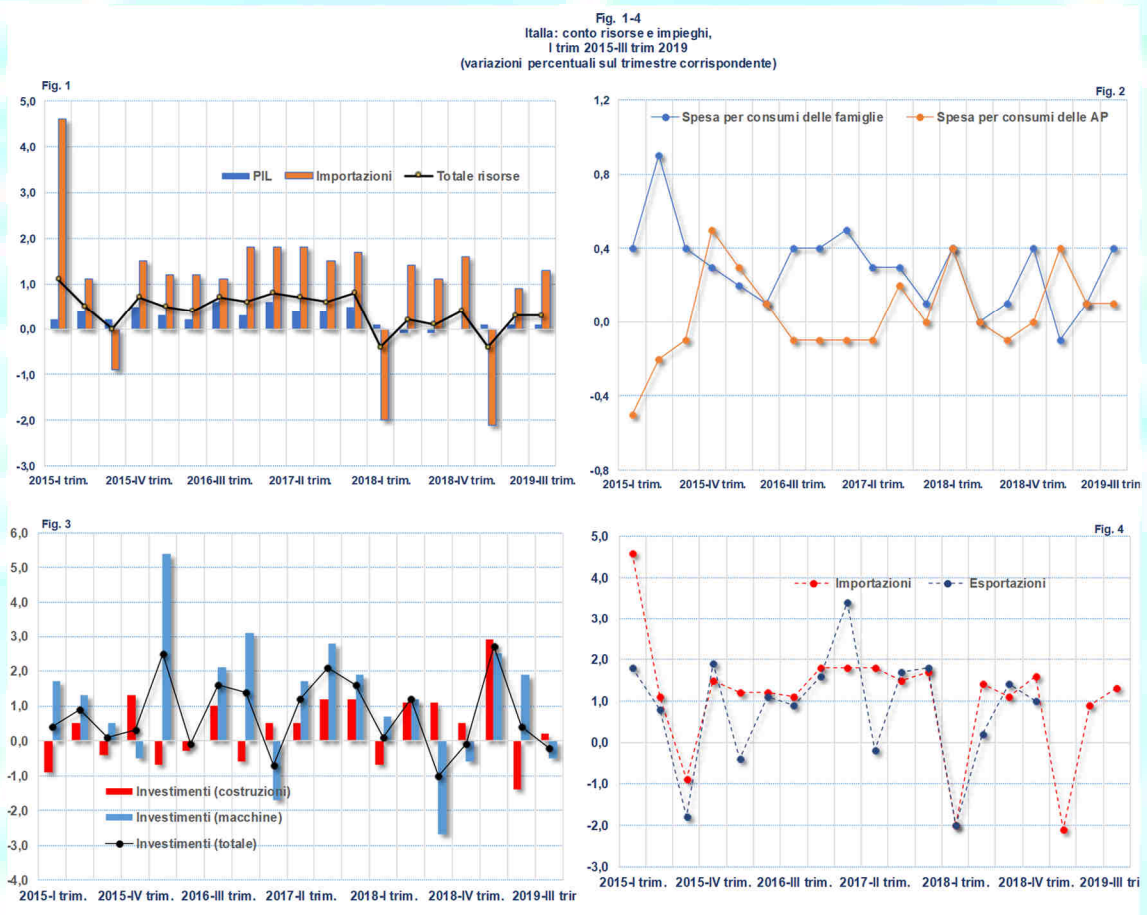 Fig. 1-4
Italia: conto risorse e impieghi,
I trim 2015-III trim 2019
(variazioni percentuali sul trimestre corrispondente)
Fig. 1
5,0
4,0
3,0
2,0
1,0
0,0
-1,0
-2,0
-3,0
PIL Importazioni Totale risorse
2015-I trim. 2015-IV trim. 2016-III trim. 2017-II trim. 2018-I trim. 2018-IV trim. 2019-III trim.
Fig. 2
1,2
0,8
0,4
0,0
-0,4
-0,8
Spesa per consumi delle famiglie Spesa per consumi delle AP
2015-I trim. 2015-IV trim. 2016-III trim. 2017-II trim. 2018-I trim. 2018-IV trim. 2019-III trim.
Fig. 3
6,0
5,0
4,0
3,0
2,0
1,0
0,0
-1,0
-2,0
-3,0
-4,0
Investimenti (costruzioni)
Investimenti (macchine)
Investimenti (totale)
2015-I trim. 2015-IV trim. 2016-III trim. 2017-II trim. 2018-I trim. 2018-IV trim. 2019-III trir
Fig. 4
5,0
4,0
3,0
2,0
1,0
0,0
-1,0
-2,0
-3,0
Importazioni Esportazioni
2015-I trim. 2015-IV trim. 2016-III trim. 2017-II trim. 2018-I trim. 2018-IV trim. 2019-III tri